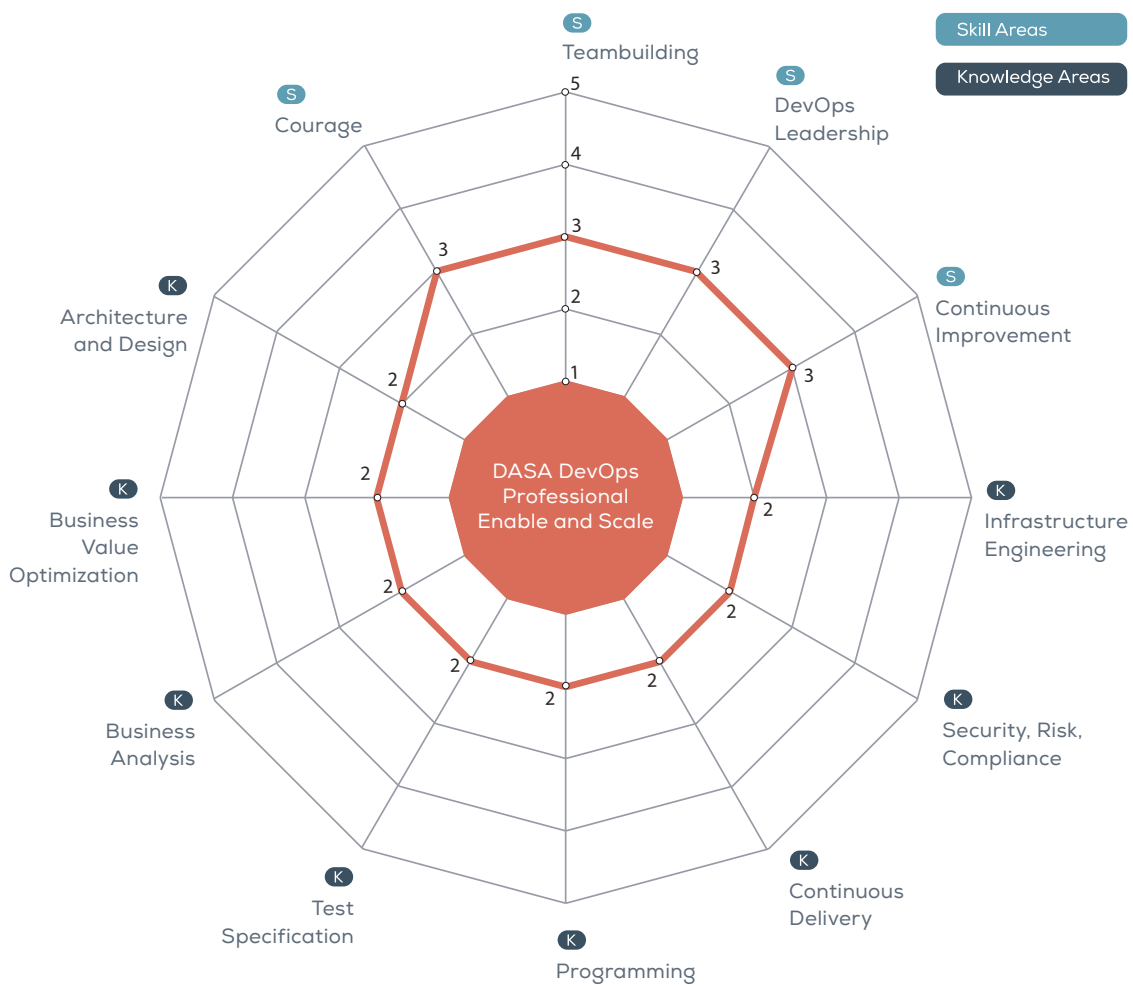 S
Teambuilding
Skill Areas
Knowledge Areas
S
DevOps
Leadership
S
Courage
5
4
3
2
1
3
3
3
S
Continuous
Improvement
K
Architecture
and Design
2
DASA DevOps
Professional
Enable and Scale
K
Business
Value
Optimization
2
2
K
Infrastructure
Engineering
2
2
2
2
2
2
K
Business
Analysis
K
Security, Risk,
Compliance
K
Test
Specification
K
Continuous
Delivery
K
Programming